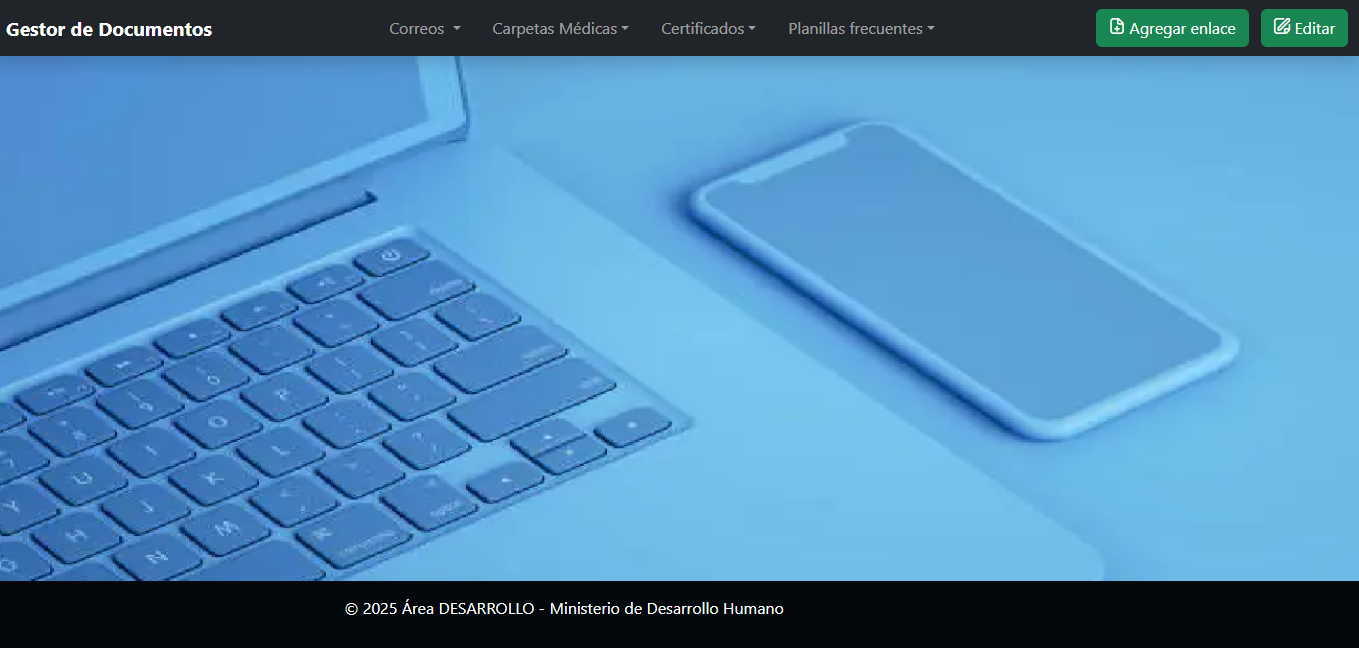 Gestor de Documentos
Correos
Carpetas Médicas
Certificados
Planillas frecuentes
Agregar enlace
Editar
© 2025 Área DESARROLLO - Ministerio de Desarrollo Humano